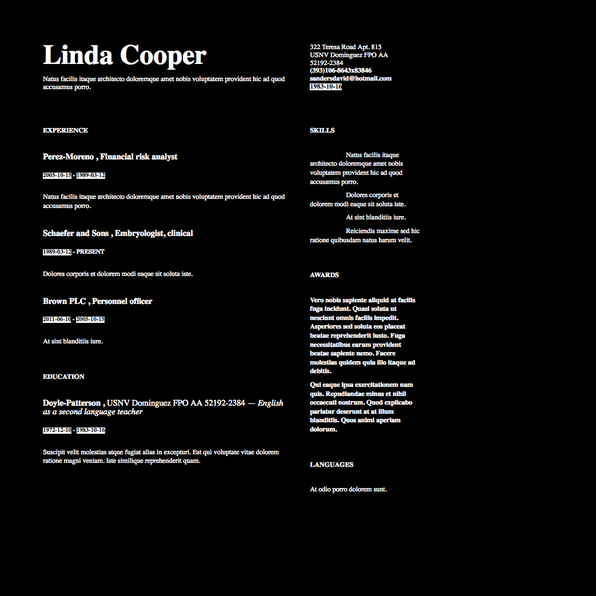 Linda Cooper
Natus facilis itaque architecto doloremque amet nobis voluptatem provident hic ad quod
accusamus porro.
322 Teresa Road Apt. 815
USNV Dominguez FPO AA
52192-2384
(393)106-8643x83846
sandersdavid@hotmail.com
1983-10-16
EXPERIENCE
Perez-Moreno , Financial risk analyst
2005-10-15 - 1989-03-12
Natus facilis itaque architecto doloremque amet nobis voluptatem provident hic ad quod
accusamus porro.
Schaefer and Sons , Embryologist, clinical
1989-03-12 - PRESENT
Dolores corporis et dolorem modi eaque sit soluta iste.
Brown PLC , Personnel officer
2011-06-10 - 2005-10-15
At sint blanditiis iure.
EDUCATION
Doyle-Patterson , USNV Dominguez FPO AA 52192-2384 — English
as a second language teacher
1972-12-10 - 1983-10-16
Suscipit velit molestias atque fugiat alias in excepturi. Est qui voluptate vitae dolorem
ratione magni veniam. Iste similique reprehenderit quam.
SKILLS
Natus facilis itaque
architecto doloremque amet nobis
voluptatem provident hic ad quod
accusamus porro.
Dolores corporis et
dolorem modi eaque sit soluta iste.
At sint blanditiis iure.
Reiciendis maxime sed hic
ratione quibusdam natus harum velit.
AWARDS
Vero nobis sapiente aliquid at facilis
fuga incidunt. Quasi soluta ut
nesciunt omnis facilis impedit.
Asperiores sed soluta eos placeat
beatae reprehenderit iusto. Fuga
necessitatibus earum provident
beatae sapiente nemo. Facere
molestias quidem quia illo itaque ad
debitis.
Qui eaque ipsa exercitationem nam
quis. Repudiandae minus et nihil
occaecati nostrum. Quod explicabo
pariatur deserunt at at illum
blanditiis. Quos animi aperiam
dolorum.
LANGUAGES
At odio porro dolorem sunt.